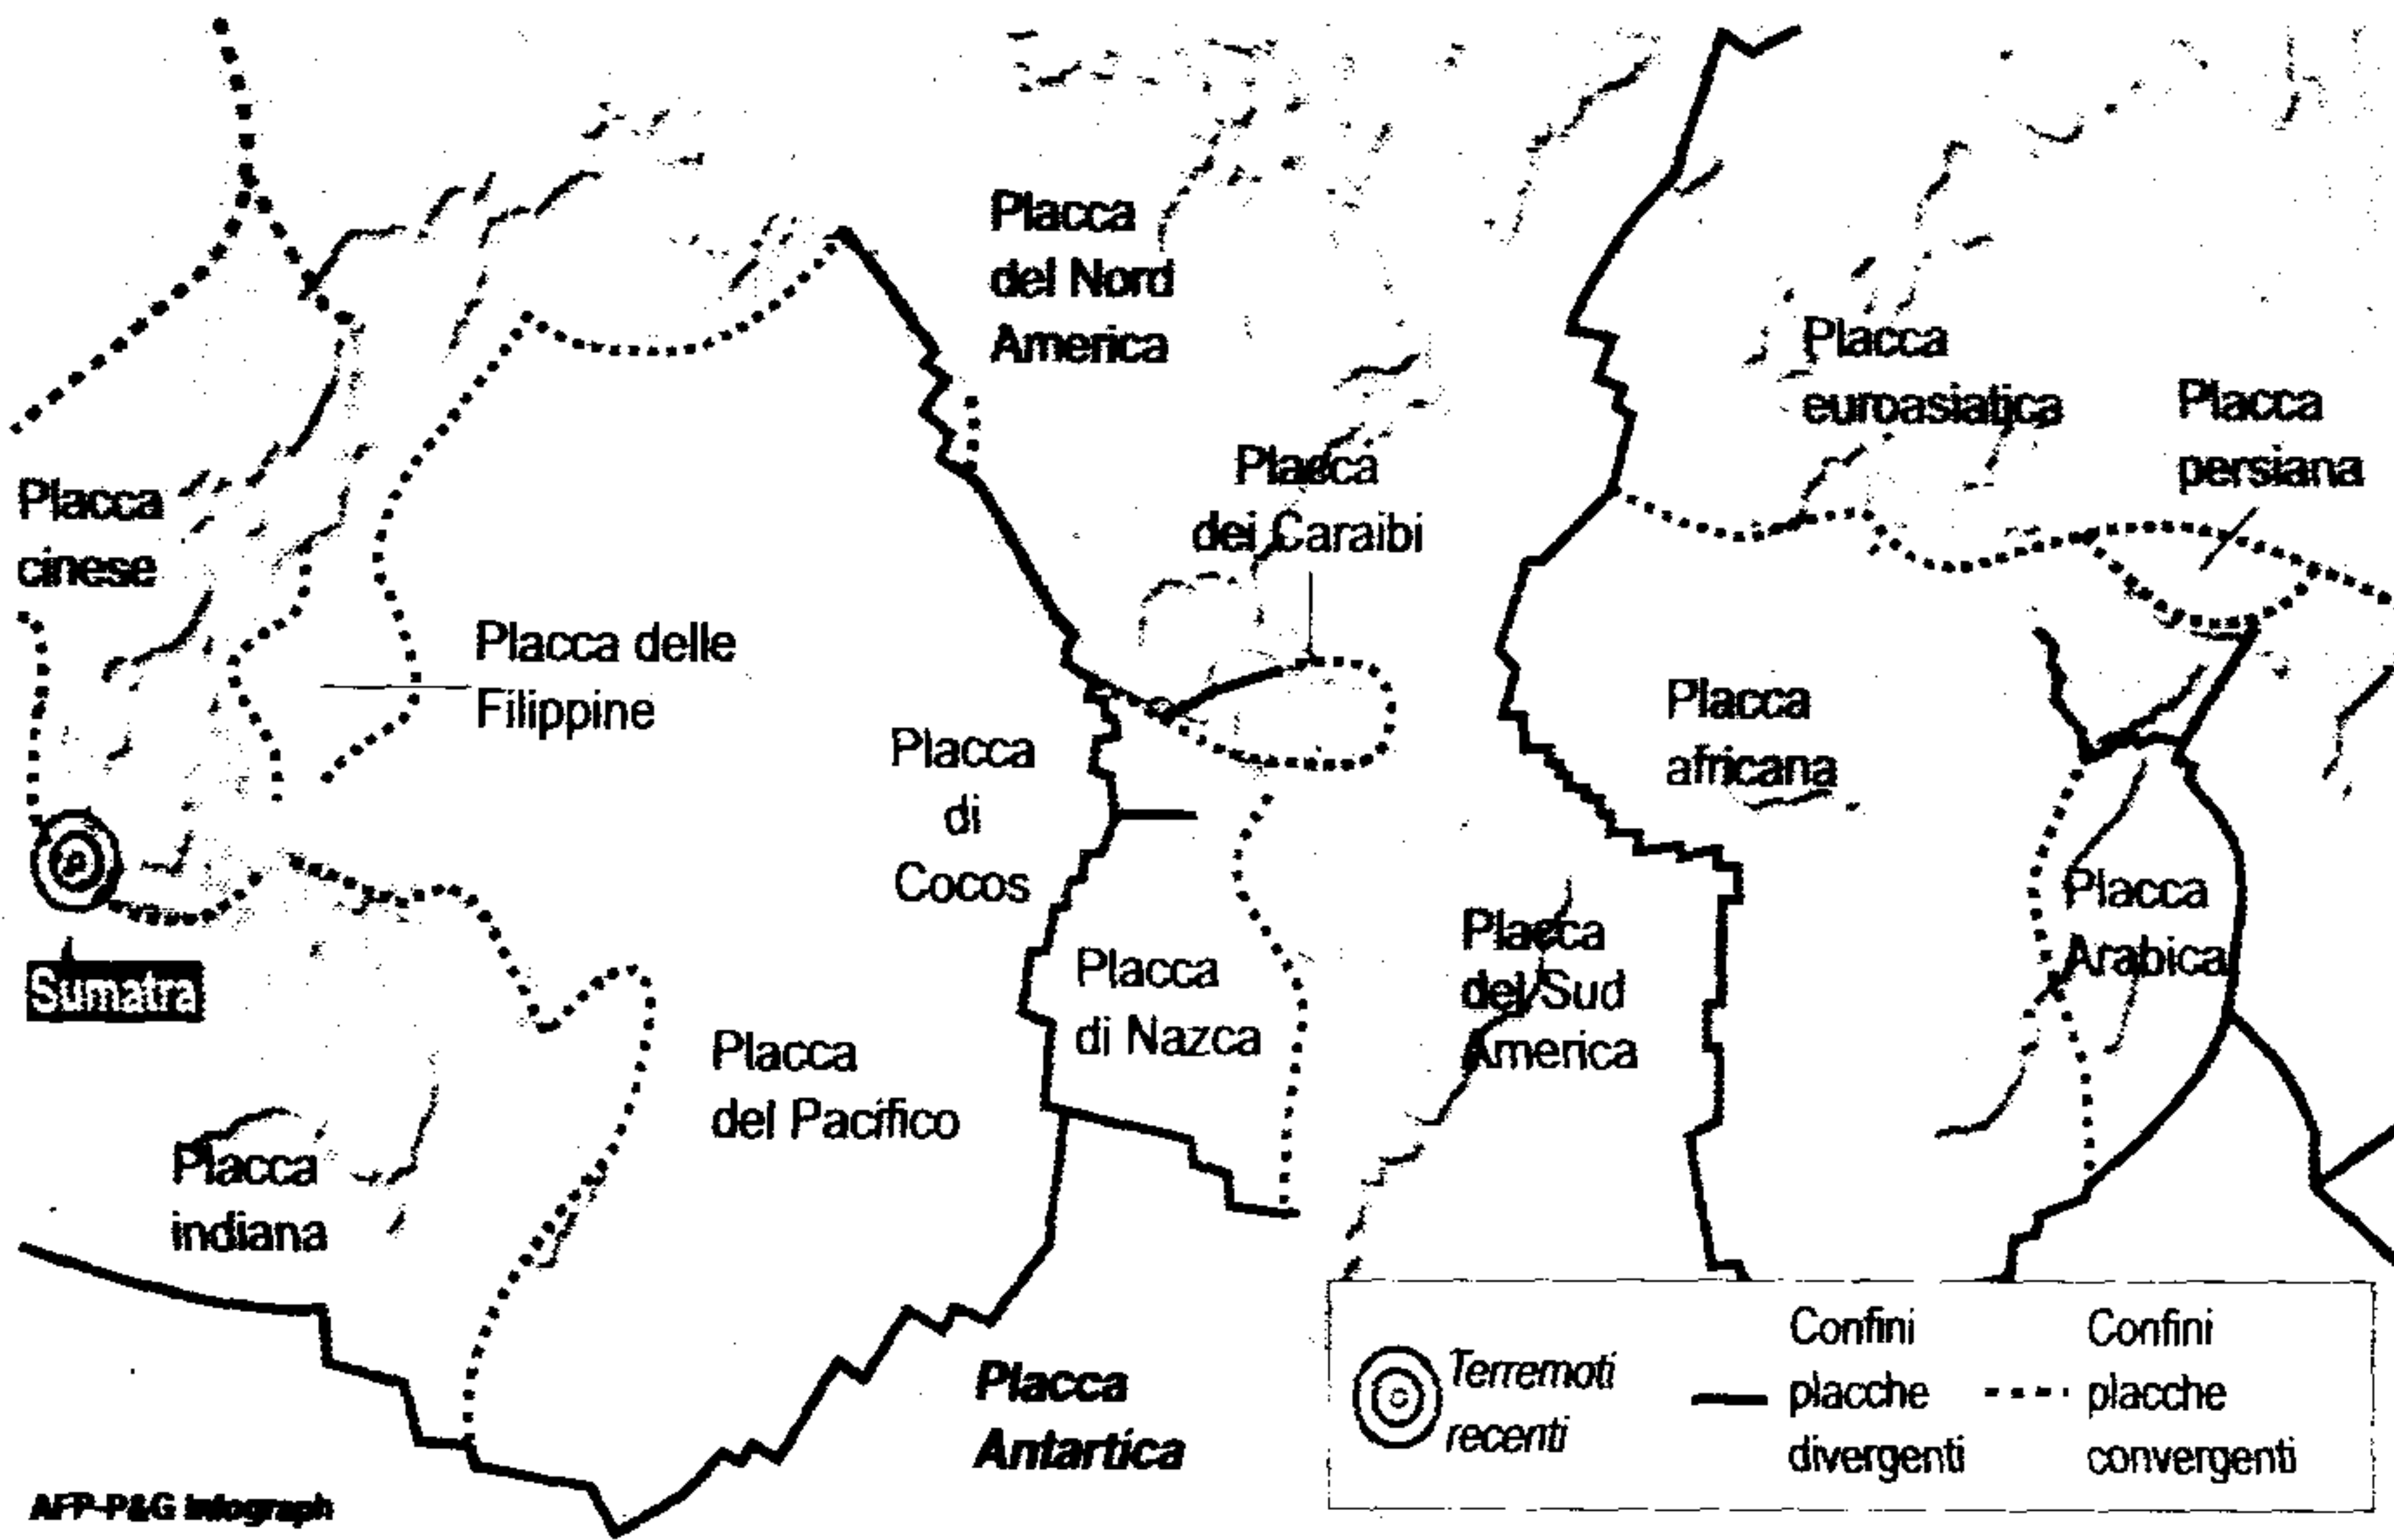 Placca
del Nord
America
Placca
euroasiatica
Placca
persiana
Placca
dei Caraibi
Placca
cinese
Placca delle
Filippine
Placca
africana
Placca
di
Cocos
Placca
Arabica
Placca
del Sud
America
Sumatra
Placca
di Nazca
Placca
del Pacifico
Placca
indiana
Placca
Antartica
Terremoti
recenti
Confini
placche
divergenti
Confini
placche
convergenti
AFP-P&G Infograph